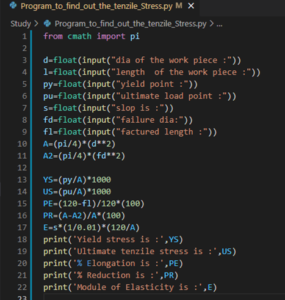 Program_to_find_out_the_tenzile_Stress.py M X
Study > Program_to_find_out_the_tenzile_Stress.py > ...
1 from cmath import pi
2
3 d=float(input("dia of the work piece :"))
4 l=float(input("length of the work piece :"))
5 py=float(input("yield point :"))
6 pu=float(input("ultimate load point :"))
7 s=float(input("slop is :"))
8 fd=float(input("failure dia:"))
9 fl=float(input("factured length :"))
10 A=(pi/4)*(d**2)
11 A2=(pi/4)*(fd**2)
12
13 YS=(py/A)*1000
14 US=(pu/A)*1000
15 PE=(120-fl)/120*(100)
16 PR=(A-A2)/A*(100)
17 E=s*(1/0.01)*(120/A)
18 print('Yield stress is :',YS)
19 print('Ultimate tenzile stress is :',US)
20 print('% Elongation is :',PE)
21 print('% Reduction is :',PR)
22 print('Module of Elasticity is :',E)